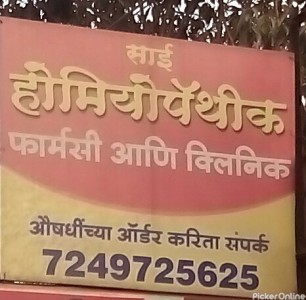 साई
होमियोपॅथीक
फार्मसी आणि क्लिनिक
औषधींच्या ऑर्डर करिता संपर्क
7249725625
PickerOnline